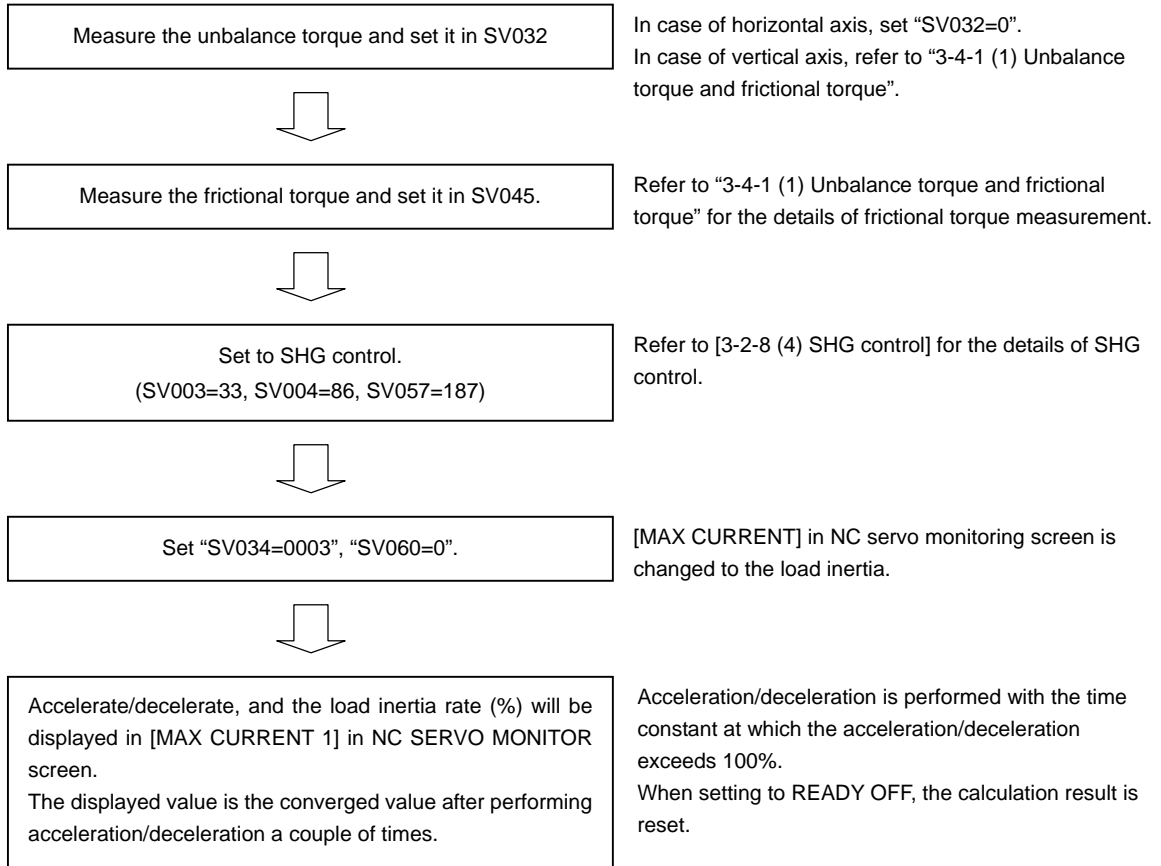 Measure the unbalance torque and set it in SV032
In case of horizontal axis, set “SV032=0”.
In case of vertical axis, refer to “3-4-1 (1) Unbalance
torque and frictional torque”.
Measure the frictional torque and set it in SV045.
Refer to “3-4-1 (1) Unbalance torque and frictional
torque” for the details of frictional torque measurement.
Set to SHG control.
(SV003=33, SV004=86, SV057=187)
Refer to [3-2-8 (4) SHG control] for the details of SHG
control.
Set “SV034=0003”, “SV060=0”.
[MAX CURRENT] in NC servo monitoring screen is
changed to the load inertia.
Accelerate/decelerate, and the load inertia rate (%) will be
displayed in [MAX CURRENT 1] in NC SERVO MONITOR
screen.
The displayed value is the converged value after performing
acceleration/deceleration a couple of times.
Acceleration/deceleration is performed with the time
constant at which the acceleration/deceleration
exceeds 100%.
When setting to READY OFF, the calculation result is
reset.